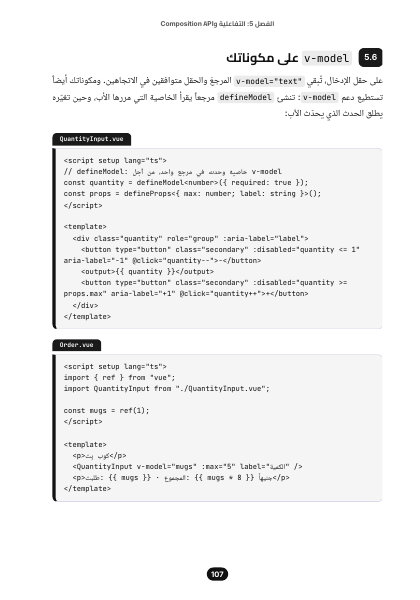 الفصل 5: التفاعلية وComposition API
5.6 v-model على مكوناتك
على حقل الإدخال، تُبقي v-model="text" المرجعَ والحقل متوافقين في الاتجاهين. ومكوناتك أيضاً
تستطيع دعم v-model: تنشئ defineModel مرجعاً يقرأ الخاصية التي مررها الأب، وحين تغيّره
يطلق الحدث الذي يحدّث الأب:
QuantityInput.vue
<script setup lang="ts">
// defineModel: خاصية وحدث في مرجع واحد، من أجل v-model
const quantity = defineModel<number>({ required: true });
const props = defineProps<{ max: number; label: string }>();
</script>
<template>
<div class="quantity" role="group" :aria-label="label">
<button type="button" class="secondary" :disabled="quantity <= 1"
aria-label="-1" @click="quantity--">−</button>
<output>{{ quantity }}</output>
<button type="button" class="secondary" :disabled="quantity >=
props.max" aria-label="+1" @click="quantity++">+</button>
</div>
</template>
Order.vue
<script setup lang="ts">
import { ref } from "vue";
import QuantityInput from "./QuantityInput.vue";
const mugs = ref(1);
</script>
<template>
<p>كوب بِت</p>
<QuantityInput v-model="mugs" :max="5" label="الكمية" />
<p>طلبت: {{ mugs }} · المجموع: {{ mugs * 8 }} جنيهاً</p>
</template>
107